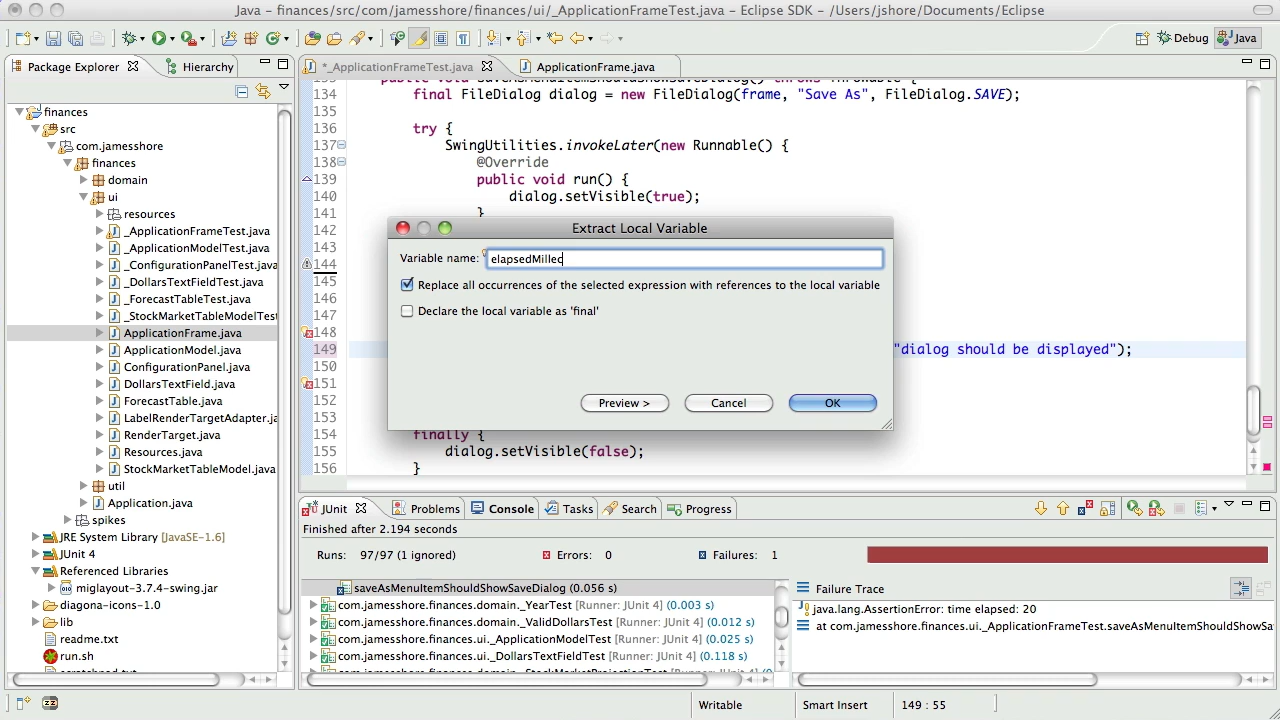 Java – finances/src/com/jamesshore/finances/ui/_ApplicationFrameTest.java – Eclipse SDK – /Users/jshore/Documents/Eclipse
Debug
Java
Package Explorer
Hierarchy
*_ApplicationFrameTest.java
ApplicationFrame.java
finances
src
com.jamesshore
finances
domain
ui
resources
_ApplicationFrameTest.java
_ApplicationModelTest.java
_ConfigurationPanelTest.java
_DollarsTextFieldTest.java
_ForecastTableTest.java
_StockMarketTableModelTest
ApplicationFrame.java
ApplicationModel.java
ConfigurationPanel.java
DollarsTextField.java
ForecastTable.java
LabelRenderTargetAdapter.ja
RenderTarget.java
Resources.java
StockMarketTableModel.java
util
Application.java
spikes
JRE System Library [JavaSE-1.6]
JUnit 4
Referenced Libraries
miglayout-3.7.4-swing.jar
diagona-icons-1.0
lib
readme.txt
run.sh
134 final FileDialog dialog = new FileDialog(frame, "Save As", FileDialog.SAVE);
135
136 try {
137 SwingUtilities.invokeLater(new Runnable() {
138 @Override
139 public void run() {
140 dialog.setVisible(true);
141 }
142
143
144
145
146
147
148
149 "dialog should be displayed");
150
151
152
153
154 finally {
155 dialog.setVisible(false);
156 }
Extract Local Variable
Variable name: elapsedMillec
Replace all occurrences of the selected expression with references to the local variable
Declare the local variable as 'final'
Preview >
Cancel
OK
JUnit
Problems
Console
Tasks
Search
Progress
Finished after 2.194 seconds
Runs: 97/97 (1 ignored)
Errors: 0
Failures: 1
saveAsMenuItemShouldShowSaveDialog (0.056 s)
com.jamesshore.finances.domain._YearTest [Runner: JUnit 4] (0.003 s)
com.jamesshore.finances.domain._ValidDollarsTest [Runner: JUnit 4] (0.012 s)
com.jamesshore.finances.ui._ApplicationModelTest [Runner: JUnit 4] (0.025 s)
com.jamesshore.finances.ui._DollarsTextFieldTest [Runner: JUnit 4] (0.118 s)
Failure Trace
java.lang.AssertionError: time elapsed: 20
at com.jamesshore.finances.ui._ApplicationFrameTest.saveAsMenuItemShouldShowSa
Writable
Smart Insert
149 : 55